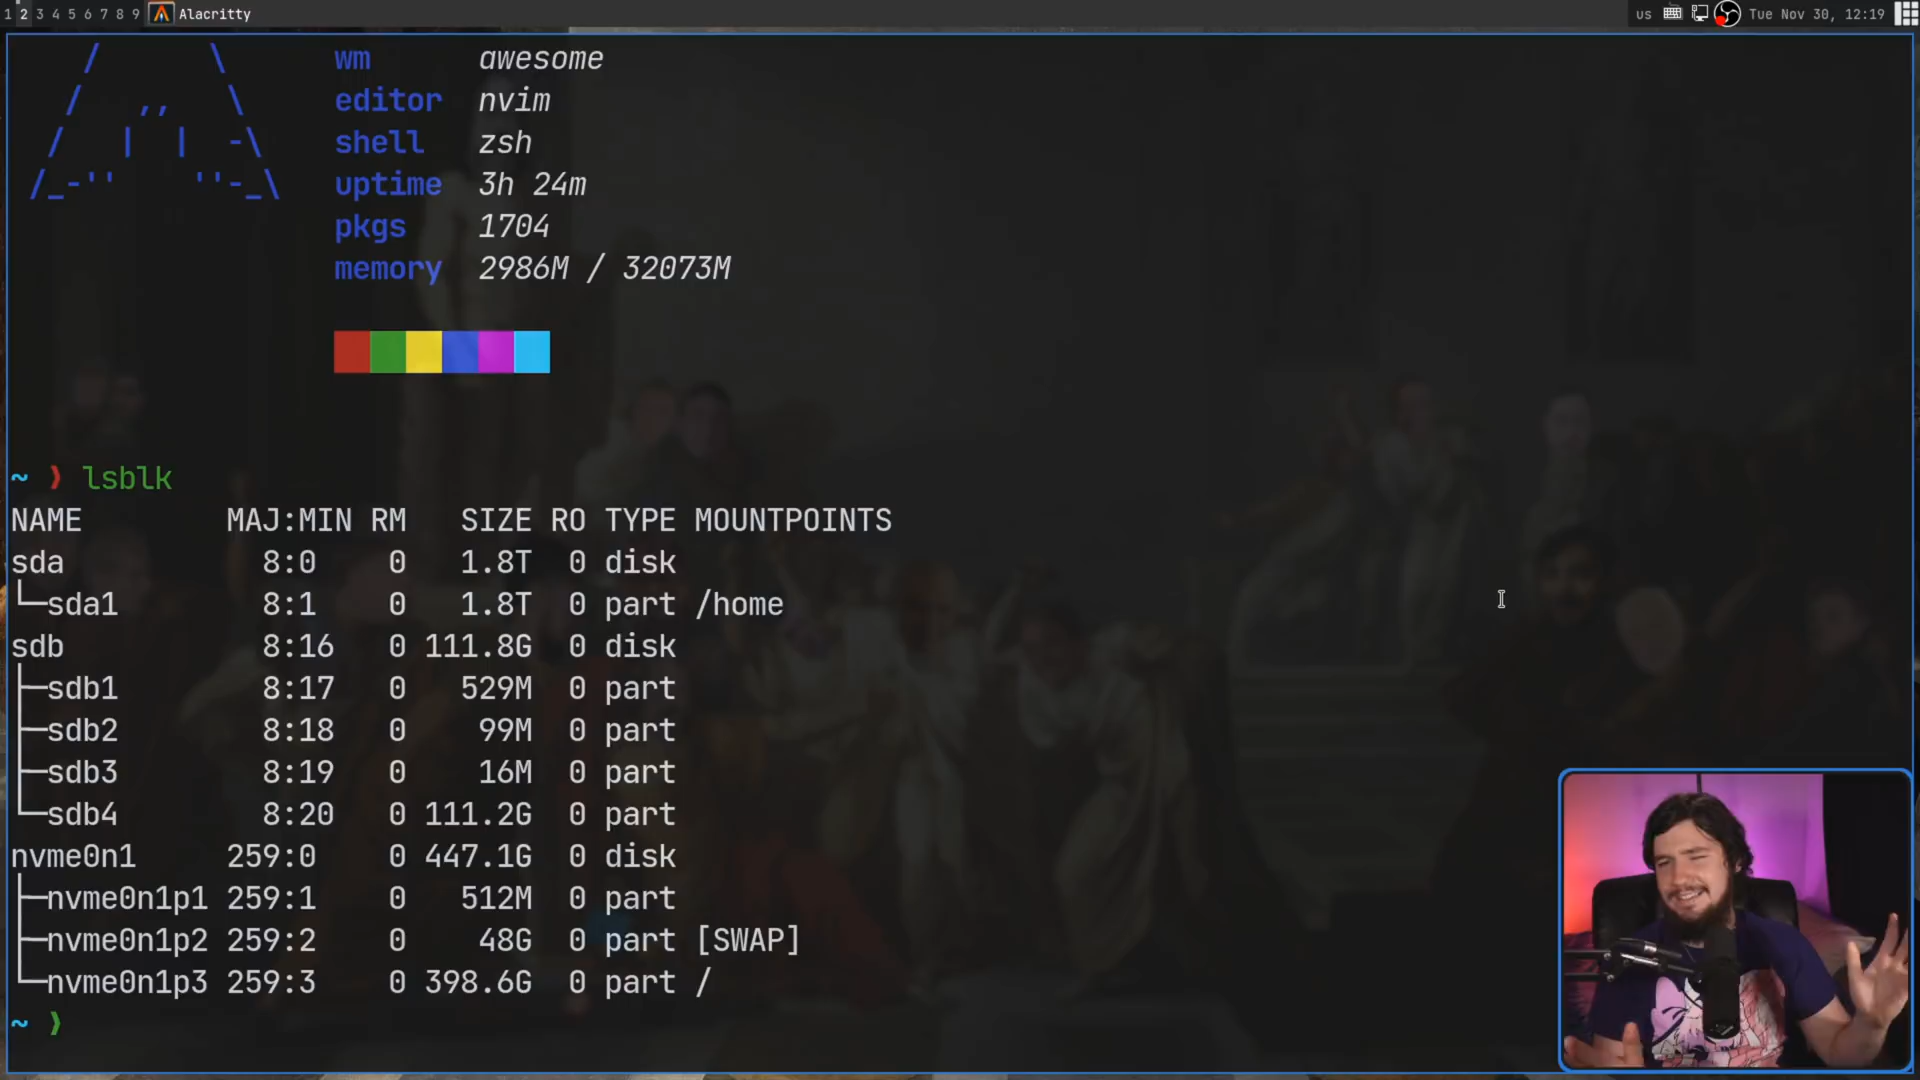 1 2 3 4 5 6 7 8 9 Alacritty us Tue Nov 30, 12:19
wm awesome
editor nvim
shell zsh
uptime 3h 24m
pkgs 1704
memory 2986M / 32073M
~ ❯ lsblk
NAME MAJ:MIN RM SIZE RO TYPE MOUNTPOINTS
sda 8:0 0 1.8T 0 disk
└─sda1 8:1 0 1.8T 0 part /home
sdb 8:16 0 111.8G 0 disk
├─sdb1 8:17 0 529M 0 part
├─sdb2 8:18 0 99M 0 part
├─sdb3 8:19 0 16M 0 part
└─sdb4 8:20 0 111.2G 0 part
nvme0n1 259:0 0 447.1G 0 disk
├─nvme0n1p1 259:1 0 512M 0 part
├─nvme0n1p2 259:2 0 48G 0 part [SWAP]
└─nvme0n1p3 259:3 0 398.6G 0 part /
~ ❯